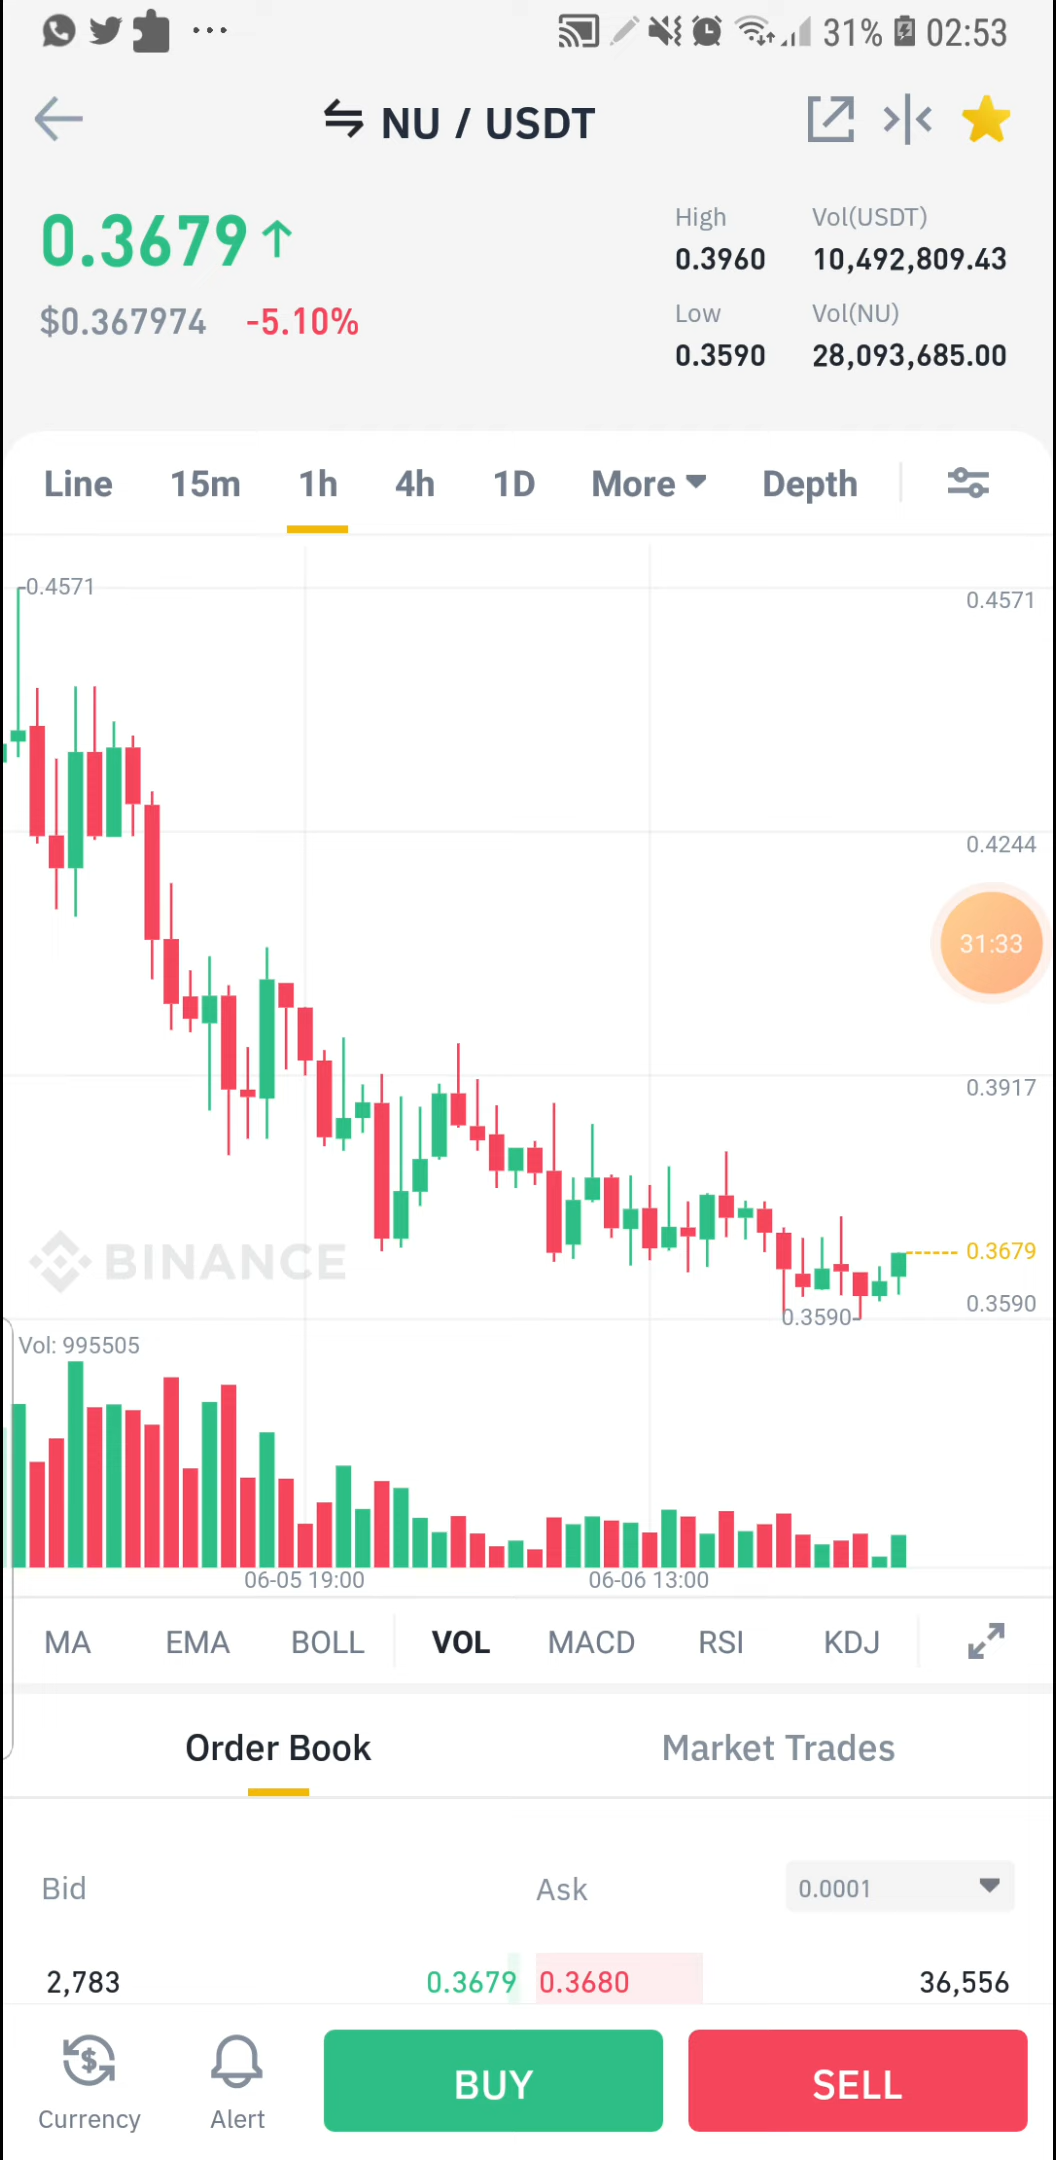 31% 02:53
NU / USDT
0.3679
$0.367974 -5.10%
High Vol(USDT)
0.3960 10,492,809.43
Low Vol(NU)
0.3590 28,093,685.00
Line 15m 1h 4h 1D More Depth
0.4571
0.4571
0.4244
31:33
0.3917
0.3679
BINANCE
0.3590
0.3590
Vol: 995505
06-05 19:00 06-06 13:00
MA EMA BOLL VOL MACD RSI KDJ
Order Book Market Trades
Bid Ask 0.0001
2,783 0.3679 0.3680 36,556
BUY SELL
Currency Alert